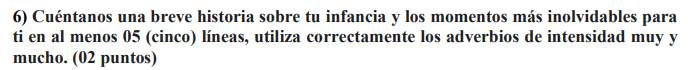 6) Cuéntanos una breve historia sobre tu infancia y los momentos más inolvidables para
ti en al menos 05 (cinco) líneas, utiliza correctamente los adverbios de intensidad muy y
mucho. (02 puntos)